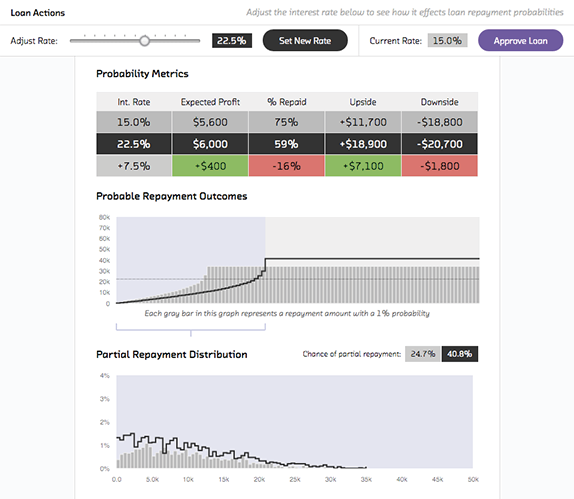 Loan Actions
Adjust the interest rate below to see how it effects loan repayment probabilities
Adjust Rate: 22.5% Set New Rate Current Rate: 15.0% Approve Loan
Probability Metrics
Int. Rate Expected Profit % Repaid Upside Downside
15.0% $5,600 75% +$11,700 -$18,800
22.5% $6,000 59% +$18,900 -$20,700
+7.5% +$400 -16% +$7,100 -$1,800
Probable Repayment Outcomes
80k
70k
60k
50k
40k
30k
20k
10k
0
Each gray bar in this graph represents a repayment amount with a 1% probability
Partial Repayment Distribution Chance of partial repayment: 24.7% 40.8%
4%
3%
2%
1%
0%
0.0 5.0k 10k 15k 20k 25k 30k 35K 40k 45k 50k